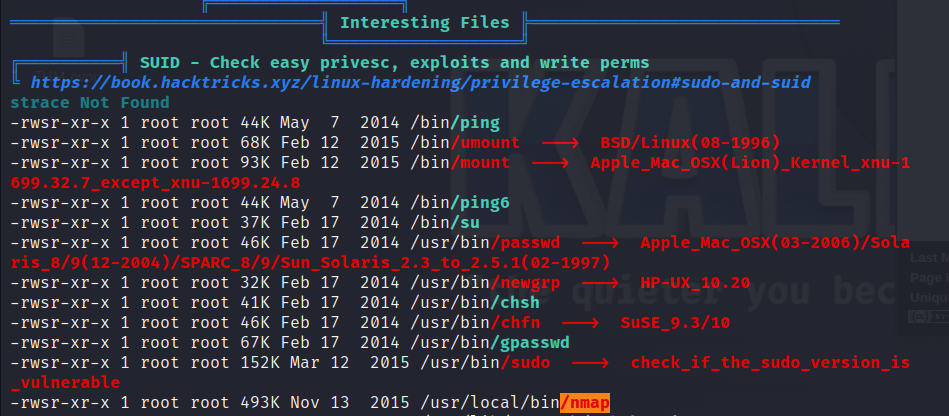 Interesting Files
SUID - Check easy privesc, exploits and write perms
https://book.hacktricks.xyz/linux-hardening/privilege-escalation#sudo-and-suid
strace Not Found
-rwsr-xr-x 1 root root 44K May  7  2014 /bin/ping
-rwsr-xr-x 1 root root 68K Feb 12  2015 /bin/umount  --->  BSD/Linux(08-1996)
-rwsr-xr-x 1 root root 93K Feb 12  2015 /bin/mount  --->  Apple_Mac_OSX(Lion)_Kernel_xnu-1
699.32.7_except_xnu-1699.24.8
-rwsr-xr-x 1 root root 44K May  7  2014 /bin/ping6
-rwsr-xr-x 1 root root 37K Feb 17  2014 /bin/su
-rwsr-xr-x 1 root root 46K Feb 17  2014 /usr/bin/passwd  --->  Apple_Mac_OSX(03-2006)/Sola
ris_8/9(12-2004)/SPARC_8/9/Sun_Solaris_2.3_to_2.5.1(02-1997)
-rwsr-xr-x 1 root root 32K Feb 17  2014 /usr/bin/newgrp  --->  HP-UX_10.20
-rwsr-xr-x 1 root root 41K Feb 17  2014 /usr/bin/chsh
-rwsr-xr-x 1 root root 46K Feb 17  2014 /usr/bin/chfn  --->  SuSE_9.3/10
-rwsr-xr-x 1 root root 67K Feb 17  2014 /usr/bin/gpasswd
-rwsr-xr-x 1 root root 152K Mar 12  2015 /usr/bin/sudo  --->  check_if_the_sudo_version_is
_vulnerable
-rwsr-xr-x 1 root root 493K Nov 13  2015 /usr/local/bin/nmap
KALI
quieter you bec
Last M
Page
Unique